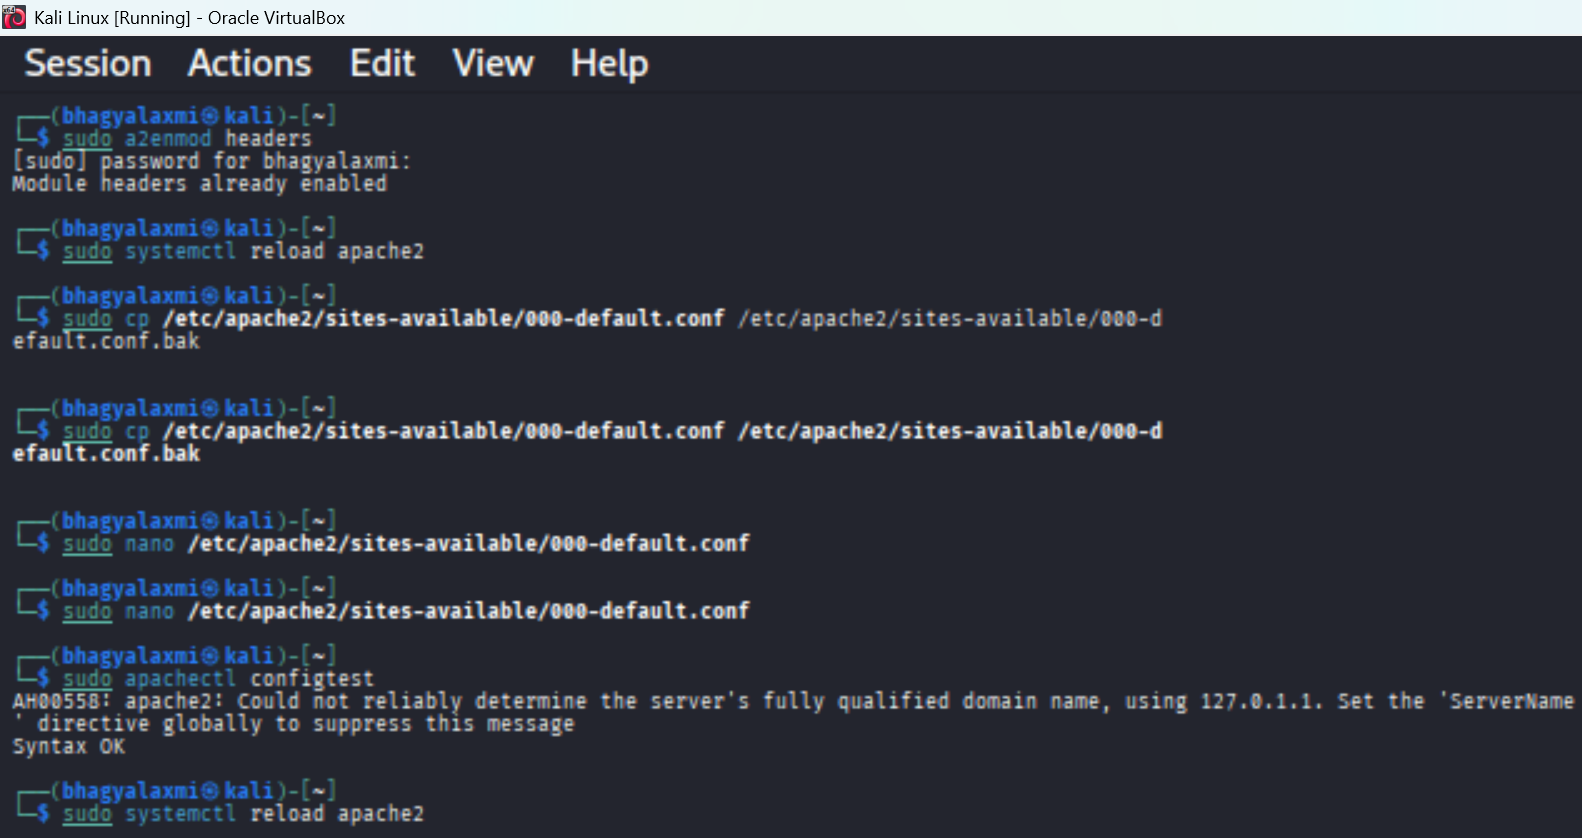 Kali Linux [Running] - Oracle VirtualBox
Session Actions Edit View Help
┌──(bhagyalaxmi㉿kali)-[~]
└─$ sudo a2enmod headers
[sudo] password for bhagyalaxmi:
Module headers already enabled
┌──(bhagyalaxmi㉿kali)-[~]
└─$ sudo systemctl reload apache2
┌──(bhagyalaxmi㉿kali)-[~]
└─$ sudo cp /etc/apache2/sites-available/000-default.conf /etc/apache2/sites-available/000-d
efault.conf.bak
┌──(bhagyalaxmi㉿kali)-[~]
└─$ sudo cp /etc/apache2/sites-available/000-default.conf /etc/apache2/sites-available/000-d
efault.conf.bak
┌──(bhagyalaxmi㉿kali)-[~]
└─$ sudo nano /etc/apache2/sites-available/000-default.conf
┌──(bhagyalaxmi㉿kali)-[~]
└─$ sudo nano /etc/apache2/sites-available/000-default.conf
┌──(bhagyalaxmi㉿kali)-[~]
└─$ sudo apachectl configtest
AH00558: apache2: Could not reliably determine the server's fully qualified domain name, using 127.0.1.1. Set the 'ServerName
' directive globally to suppress this message
Syntax OK
┌──(bhagyalaxmi㉿kali)-[~]
└─$ sudo systemctl reload apache2